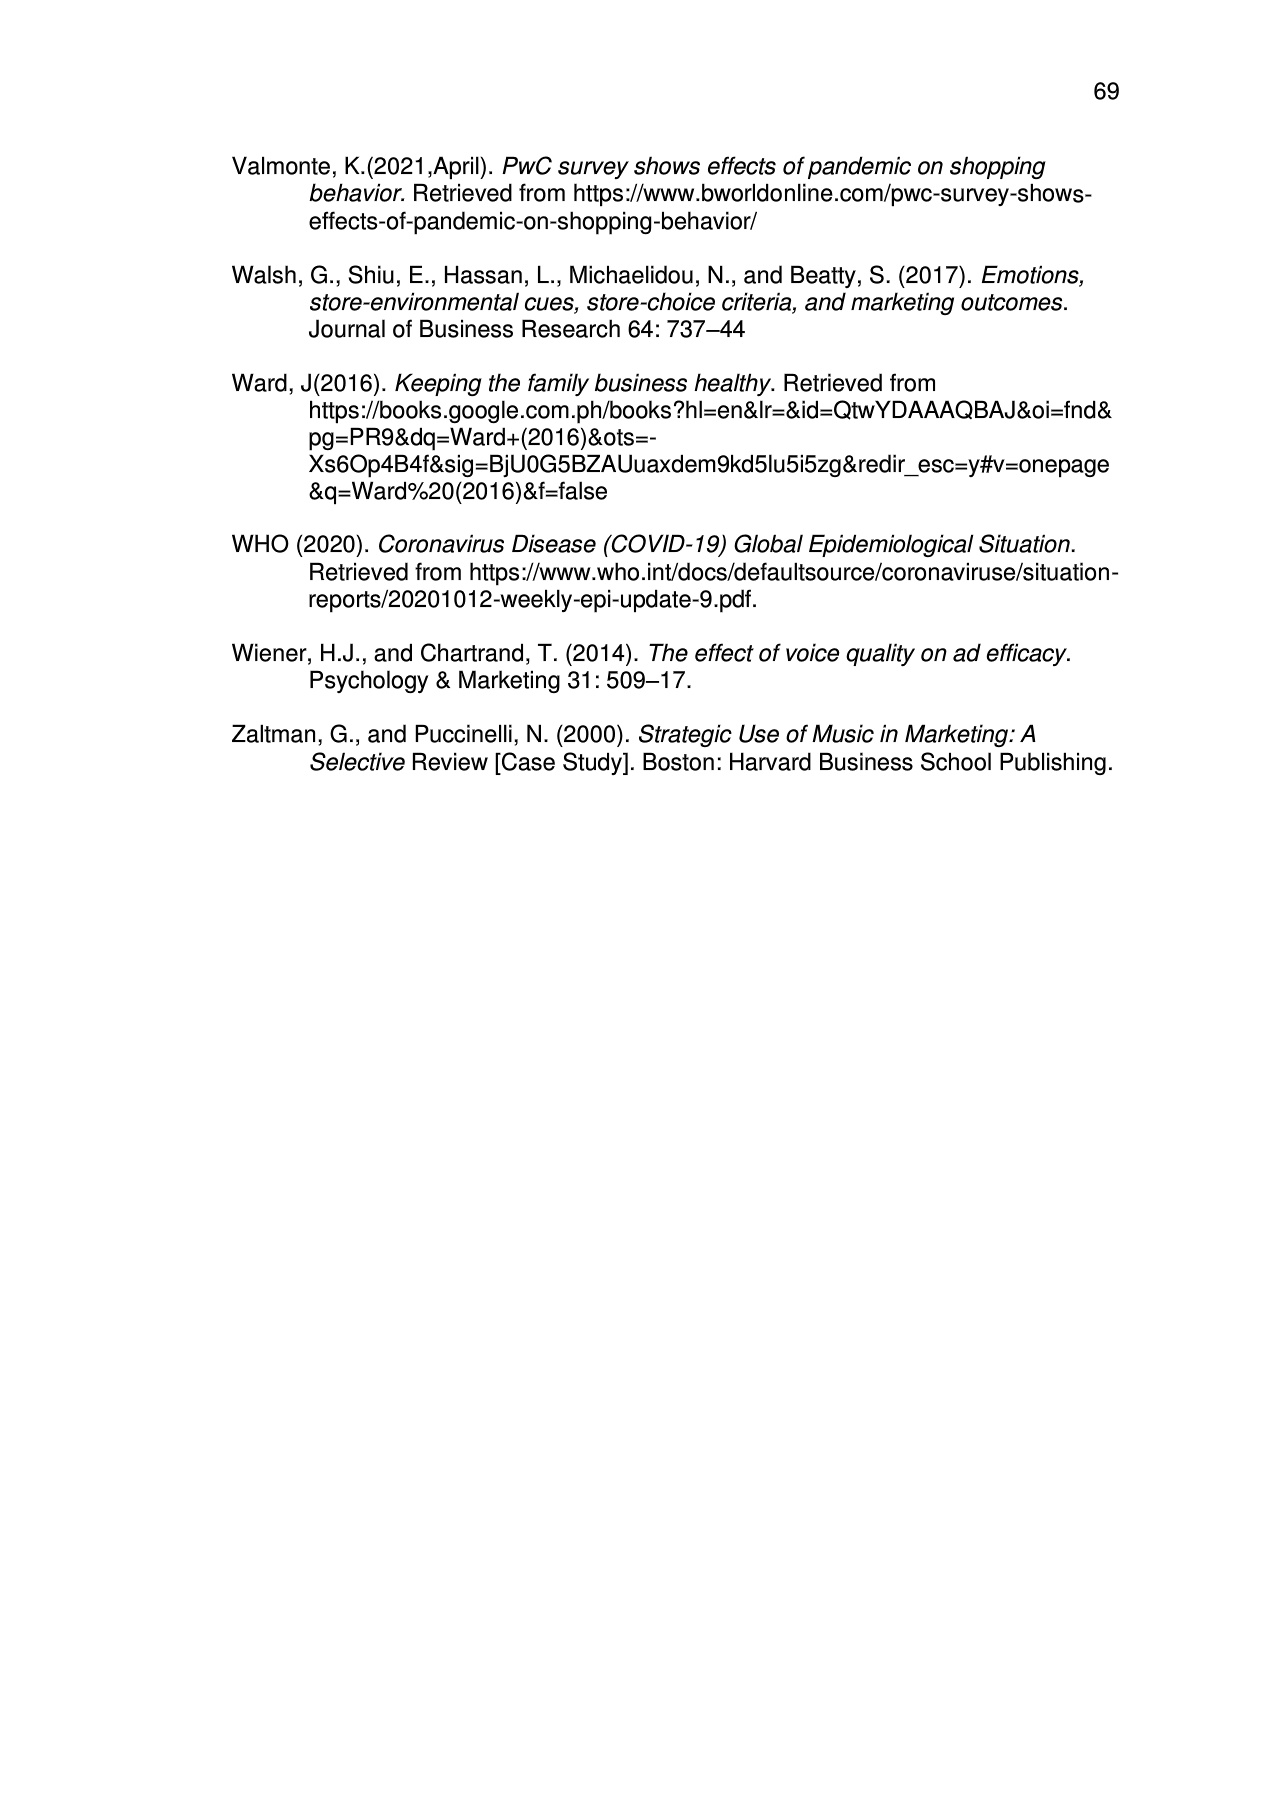 69
Valmonte, K.(2021,April). PwC survey shows effects of pandemic on shopping
behavior. Retrieved from https://www.bworldonline.com/pwc-survey-shows-
effects-of-pandemic-on-shopping-behavior/
Walsh, G., Shiu, E., Hassan, L., Michaelidou, N., and Beatty, S. (2017). Emotions,
store-environmental cues, store-choice criteria, and marketing outcomes.
Journal of Business Research 64: 737–44
Ward, J(2016). Keeping the family business healthy. Retrieved from
https://books.google.com.ph/books?hl=en&lr=&id=QtwYDAAAQBAJ&oi=fnd&
pg=PR9&dq=Ward+(2016)&ots=-
Xs6Op4B4f&sig=BjU0G5BZAUuaxdem9kd5lu5i5zg&redir_esc=y#v=onepage
&q=Ward%20(2016)&f=false
WHO (2020). Coronavirus Disease (COVID-19) Global Epidemiological Situation.
Retrieved from https://www.who.int/docs/defaultsource/coronaviruse/situation-
reports/20201012-weekly-epi-update-9.pdf.
Wiener, H.J., and Chartrand, T. (2014). The effect of voice quality on ad efficacy.
Psychology & Marketing 31: 509–17.
Zaltman, G., and Puccinelli, N. (2000). Strategic Use of Music in Marketing: A
Selective Review [Case Study]. Boston: Harvard Business School Publishing.